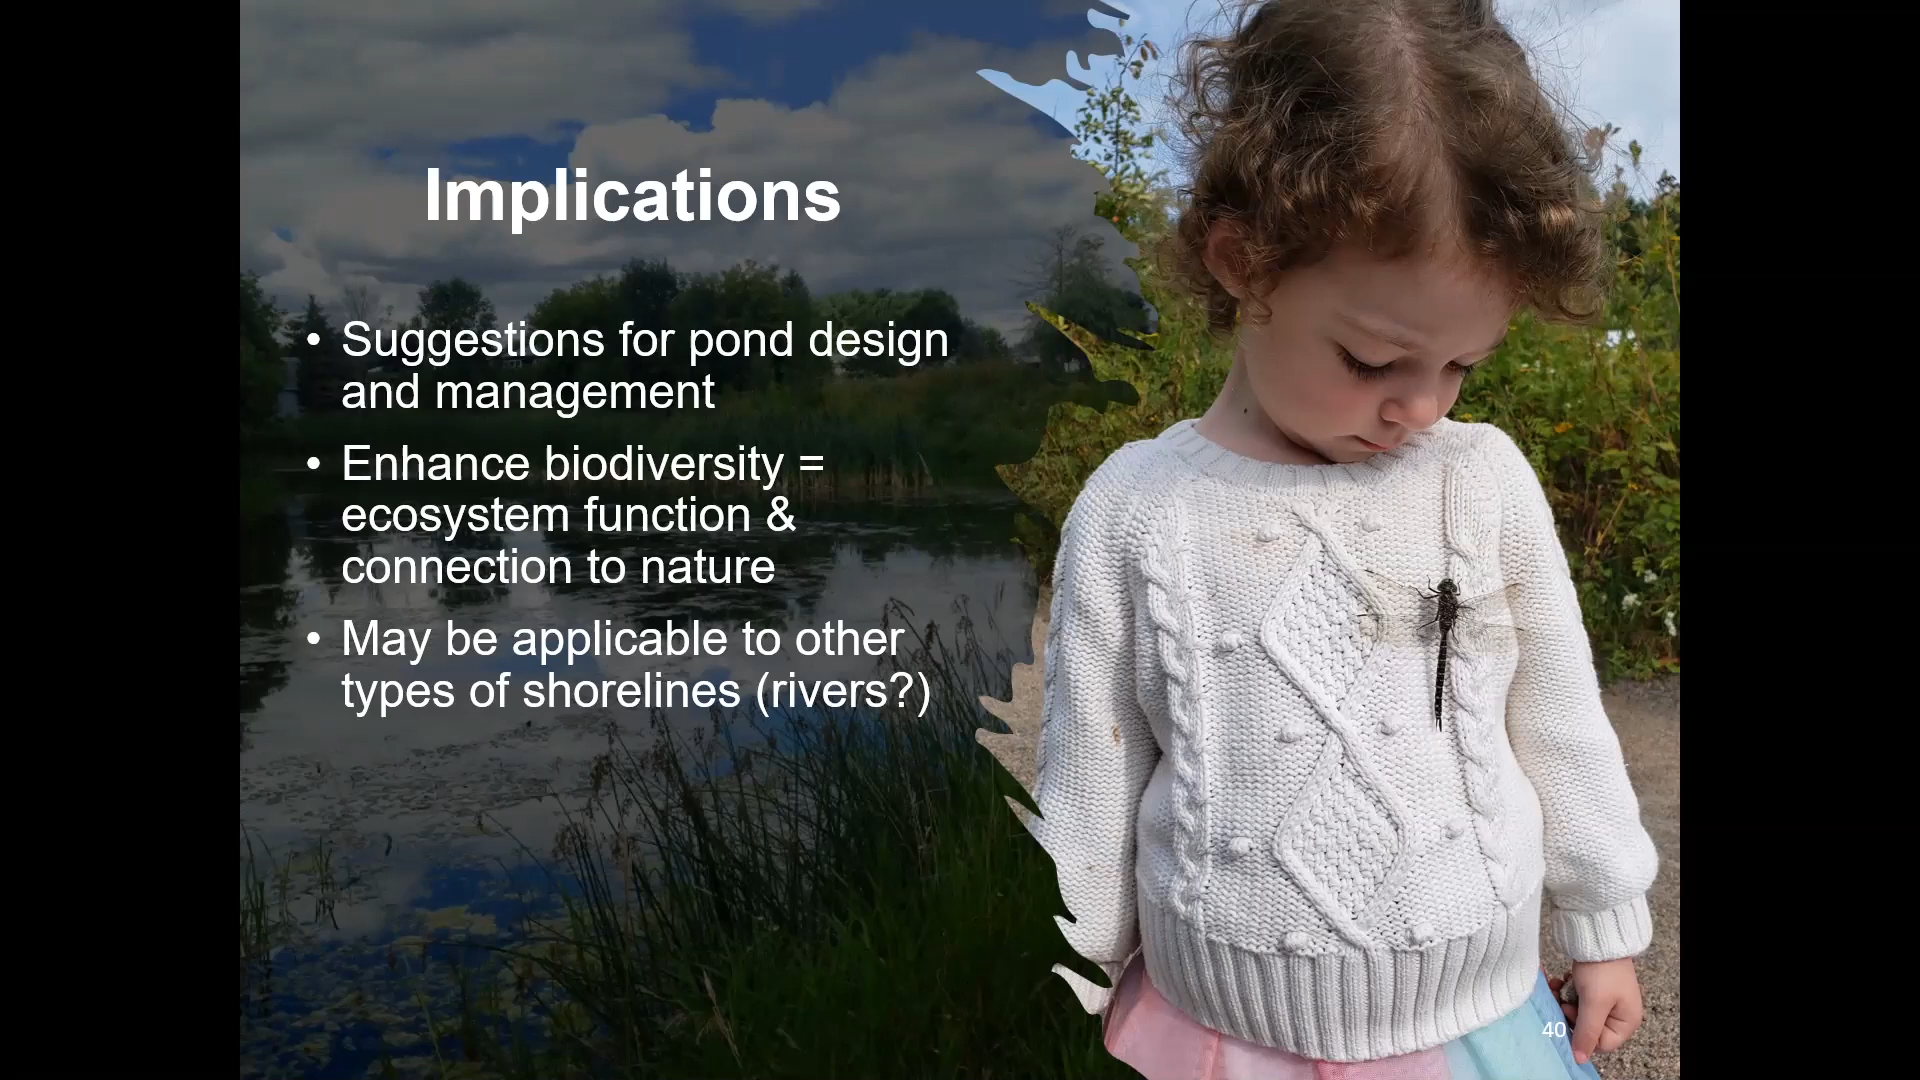 Implications
• Suggestions for pond design
and management
• Enhance biodiversity =
ecosystem function &
connection to nature
• May be applicable to other
types of shorelines (rivers?)
40